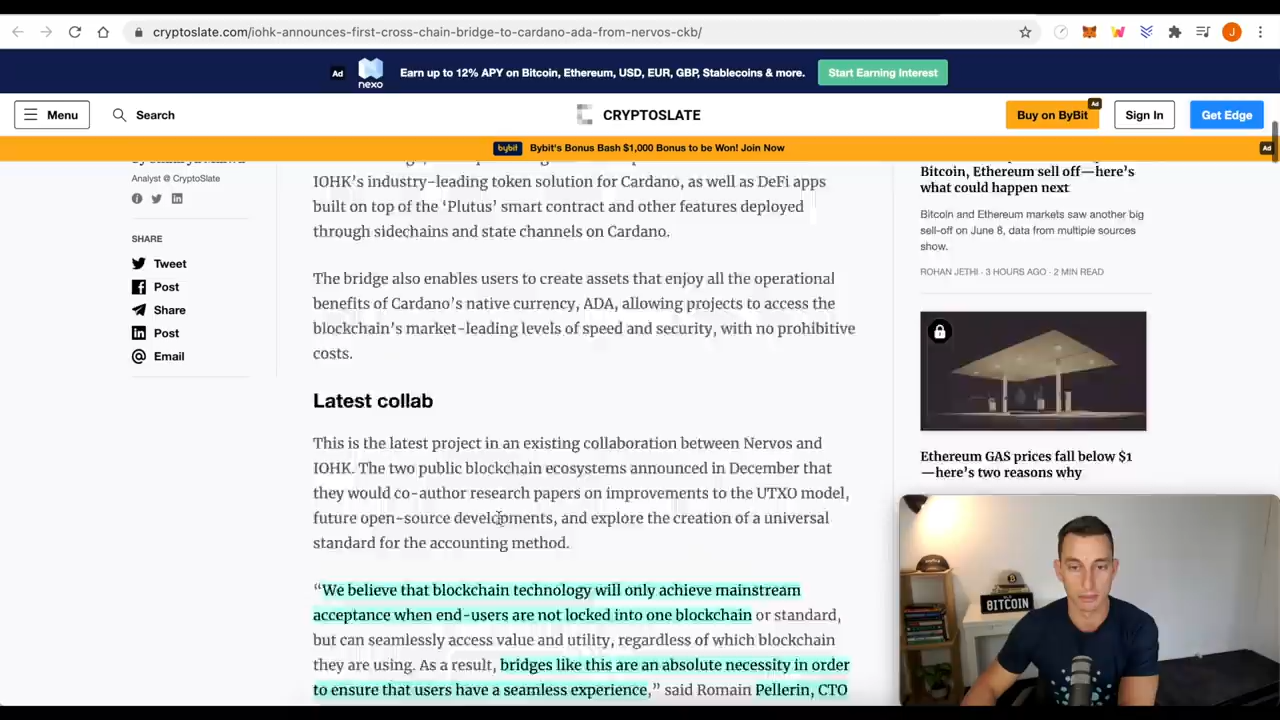 cryptoslate.com/iohk-announces-first-cross-chain-bridge-to-cardano-ada-from-nervos-ckb/
J
Ad
nexo
Earn up to 12% APY on Bitcoin, Ethereum, USD, EUR, GBP, Stablecoins & more.
Start Earning Interest
Menu
Search
CRYPTOSLATE
Buy on ByBit
Ad
Sign In
Get Edge
bybit
Bybit's Bonus Bash $1,000 Bonus to be Won! Join Now
Ad
Analyst @ CryptoSlate
SHARE
Tweet
Post
Share
Post
Email
IOHK's industry-leading token solution for Cardano, as well as DeFi apps
built on top of the ‘Plutus’ smart contract and other features deployed
through sidechains and state channels on Cardano.
The bridge also enables users to create assets that enjoy all the operational
benefits of Cardano’s native currency, ADA, allowing projects to access the
blockchain’s market-leading levels of speed and security, with no prohibitive
costs.
Latest collab
This is the latest project in an existing collaboration between Nervos and
IOHK. The two public blockchain ecosystems announced in December that
they would co-author research papers on improvements to the UTXO model,
future open-source developments, and explore the creation of a universal
standard for the accounting method.
“We believe that blockchain technology will only achieve mainstream
acceptance when end-users are not locked into one blockchain or standard,
but can seamlessly access value and utility, regardless of which blockchain
they are using. As a result, bridges like this are an absolute necessity in order
to ensure that users have a seamless experience,” said Romain Pellerin, CTO
Bitcoin, Ethereum sell off—here’s
what could happen next
Bitcoin and Ethereum markets saw another big
sell-off on June 8, data from multiple sources
show.
ROHAN JETHI · 3 HOURS AGO · 2 MIN READ
Ethereum GAS prices fall below $1
—here’s two reasons why
BITCOIN